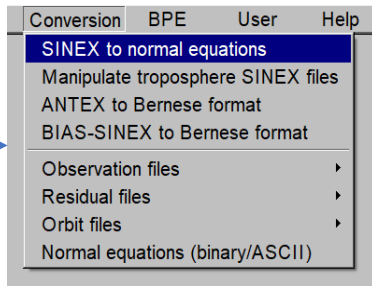 Conversion BPE User Help
SINEX to normal equations
Manipulate troposphere SINEX files
ANTEX to Bernese format
BIAS-SINEX to Bernese format
Observation files
Residual files
Orbit files
Normal equations (binary/ASCII)